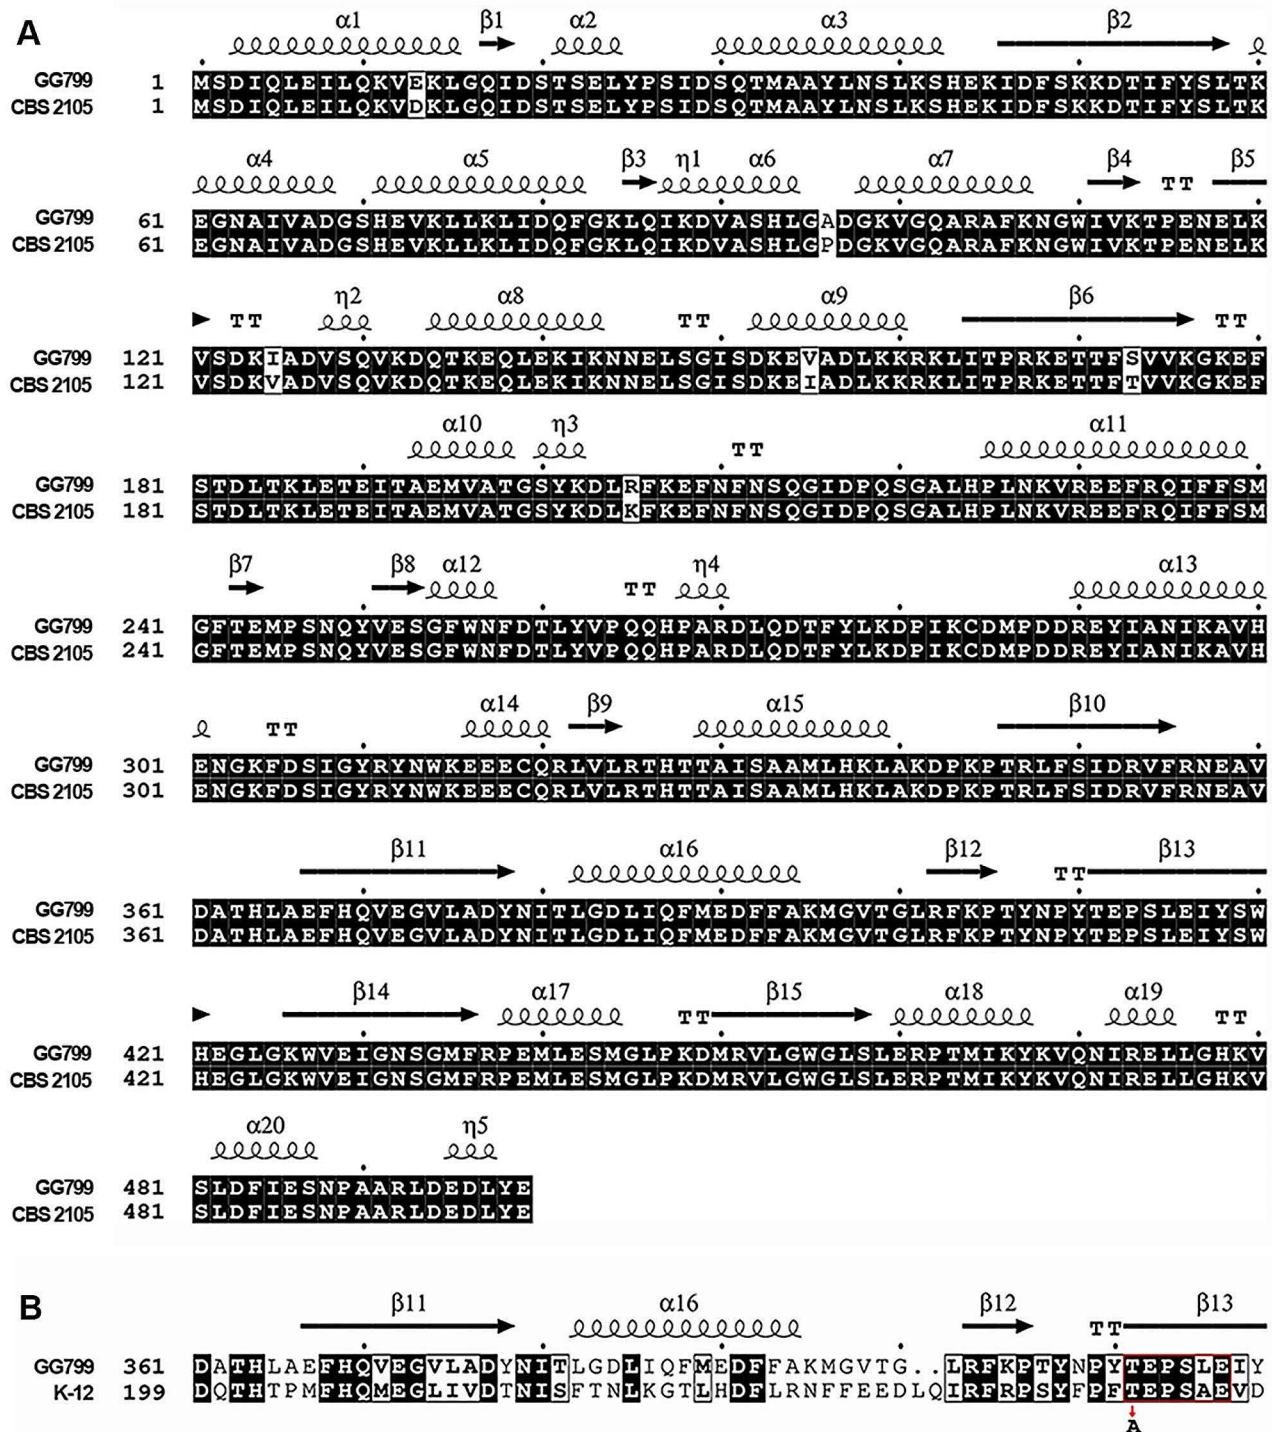 A
α1 β1 α2 α3 β2
GG799 1 MSDIQLEILQKVEKLGQIDSTSELYPSIDSQTMAAYLNSLKSHEKIDFSKKDTIFYSLTK
CBS 2105 1 MSDIQLEILQKVDKLGQIDSTSELYPSIDSQTMAAYLNSLKSHEKIDFSKKDTIFYSLTK
α4 α5 β3 η1 α6 α7 β4 β5
TT
GG799 61 EGNAIVADGSHEVKLLKLIDQFGKLQIKDVASHLGADGKVGQARAFKNGWIVKTPENELK
CBS 2105 61 EGNAIVADGSHEVKLLKLIDQFGKLQIKDVASHLGPDGKVGQARAFKNGWIVKTPENELK
η2 α8 α9 β6
TT TT TT
GG799 121 VSDKIADVSQVKDQTKEQLEKIKNNELSGISDKEVADLKKRKLITPRKETTFSVVKGKEF
CBS 2105 121 VSDKVADVSQVKDQTKEQLEKIKNNELSGISDKEIADLKKRKLITPRKETTFTVVKGKEF
α10 η3 α11
TT
GG799 181 STDLTKLETEITAEMVATGSYKDLRFKEFNFNSQGIDPQSGALHPLNKVREEFRQIFFSM
CBS 2105 181 STDLTKLETEITAEMVATGSYKDLKFKEFNFNSQGIDPQSGALHPLNKVREEFRQIFFSM
β7 β8 α12 η4 α13
TT
GG799 241 GFTEMPSNQYVESGFWNFDTLYVPQQHPARDLQDTFYLKDPIKCDMPDDREYIANIKAVH
CBS 2105 241 GFTEMPSNQYVESGFWNFDTLYVPQQHPARDLQDTFYLKDPIKCDMPDDREYIANIKAVH
α14 β9 α15 β10
TT
GG799 301 ENGKFDSIGYRYNWKEEECQRLVLRTHTTAISAAMLHKLAKDPKPTRLFSIDRVFRNEAV
CBS 2105 301 ENGKFDSIGYRYNWKEEECQRLVLRTHTTAISAAMLHKLAKDPKPTRLFSIDRVFRNEAV
β11 α16 β12 β13
TT
GG799 361 DATHLAEFHQVEGVLADYNITLGDLIQFMEDFFAKMGVTGLRFKPTYNPYTEPSLEIYSW
CBS 2105 361 DATHLAEFHQVEGVLADYNITLGDLIQFMEDFFAKMGVTGLRFKPTYNPYTEPSLEIYSW
β14 α17 β15 α18 α19
TT TT
GG799 421 HEGLGKWVEIGNSGMFRPEMLESMGLPKDMRVLGWGLSLERPTMIKYKVQNIRELLGHKV
CBS 2105 421 HEGLGKWVEIGNSGMFRPEMLESMGLPKDMRVLGWGLSLERPTMIKYKVQNIRELLGHKV
α20 η5
GG799 481 SLDFIESNPAARLDEDLYE
CBS 2105 481 SLDFIESNPAARLDEDLYE
B
β11 α16 β12 β13
TT
GG799 361 DATHLAEFHQVEGVLADYNITLGDLIQFMEDFFAKMGVTG..LRFKPTYNPYTEPSLEIY
K-12 199 DQTHTPMFHQMEGLIVDTNISFTNLKGTLHDFLRNFFEEDLQIRFRPSYFPFTEPSAEVD
A